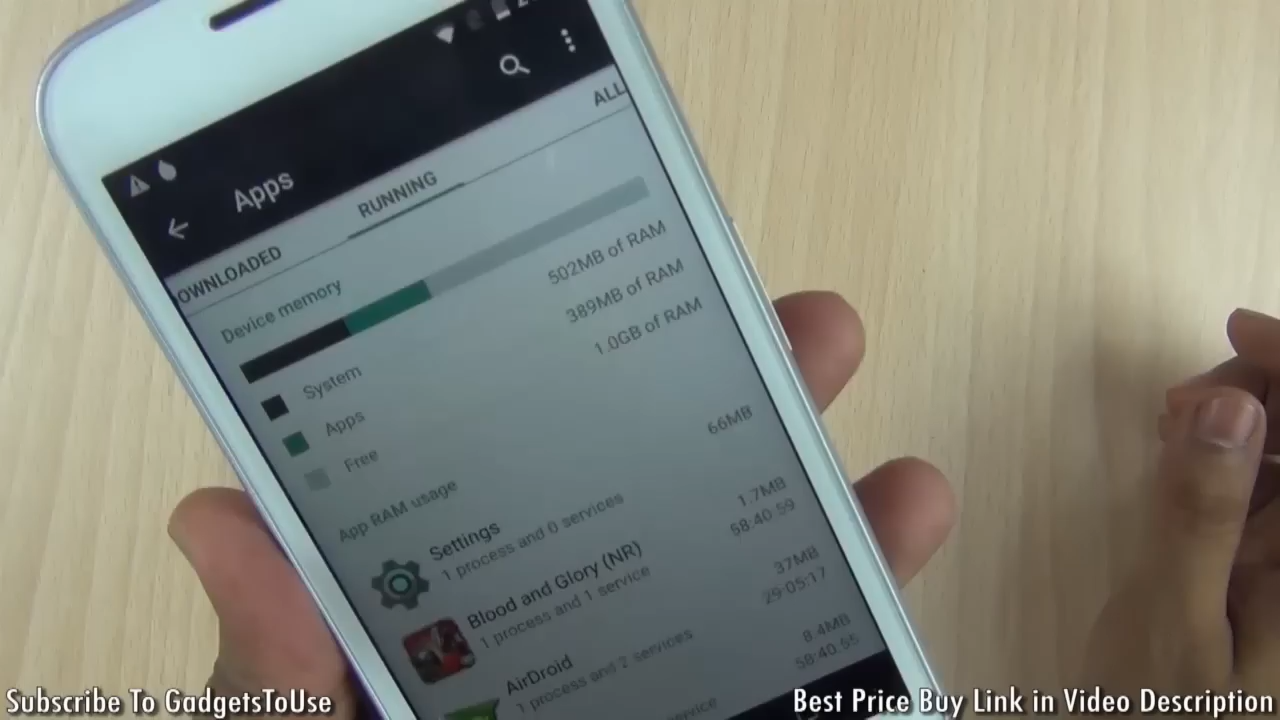 Apps
OWNLOADED
RUNNING
ALL
Device memory
System 502MB of RAM
Apps 389MB of RAM
Free 1.0GB of RAM
App RAM usage
Settings 66MB
1 process and 0 services
Blood and Glory (NR) 1.7MB
1 process and 1 service 58:40:59
AirDroid 37MB
1 process and 2 services 29:05:17
8.4MB
58:40:55
Subscribe To GadgetsToUse
Best Price Buy Link in Video Description